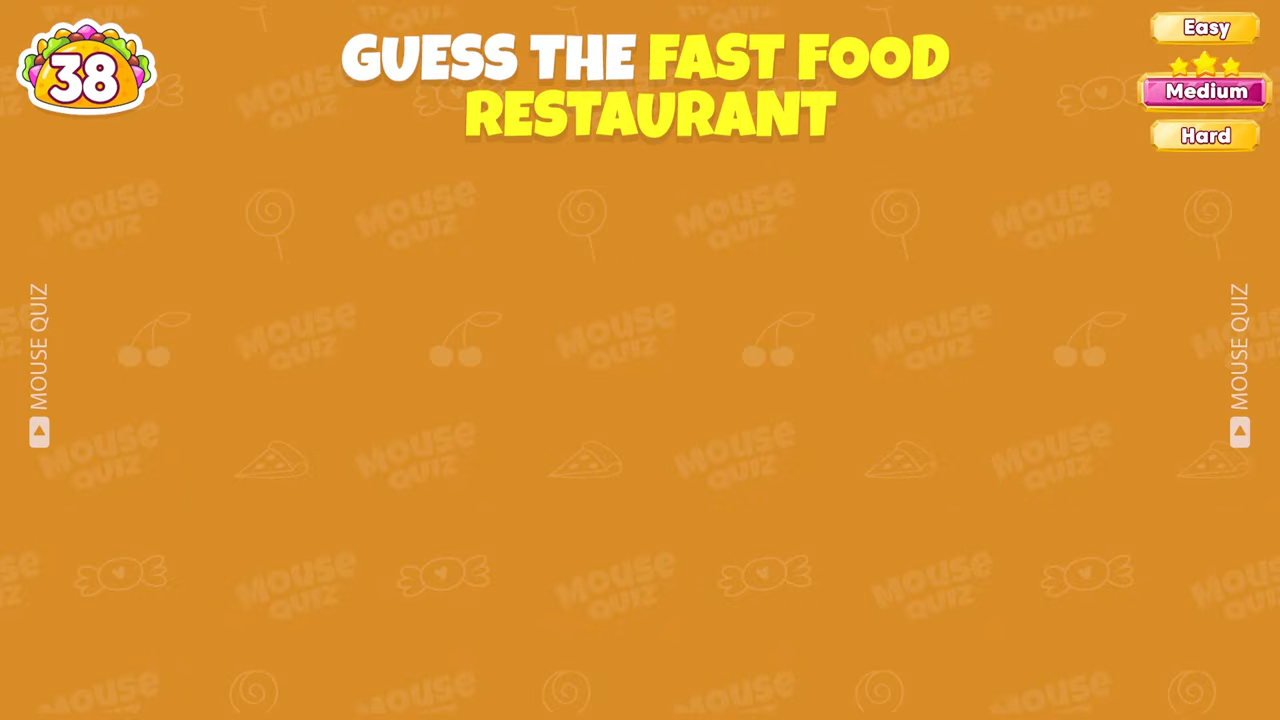 38
GUESS THE FAST FOOD
RESTAURANT
Easy
Medium
Hard
MOUSE QUIZ
MOUSE QUIZ